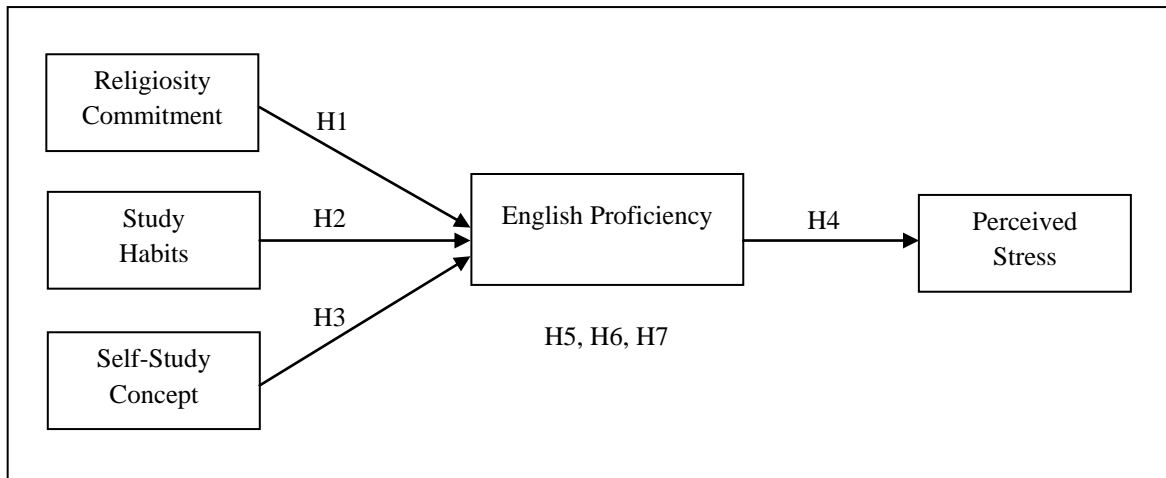 Religiosity
Commitment
H1
Study
Habits
H2
English Proficiency
H4
Perceived
Stress
H3
Self-Study
Concept
H5, H6, H7